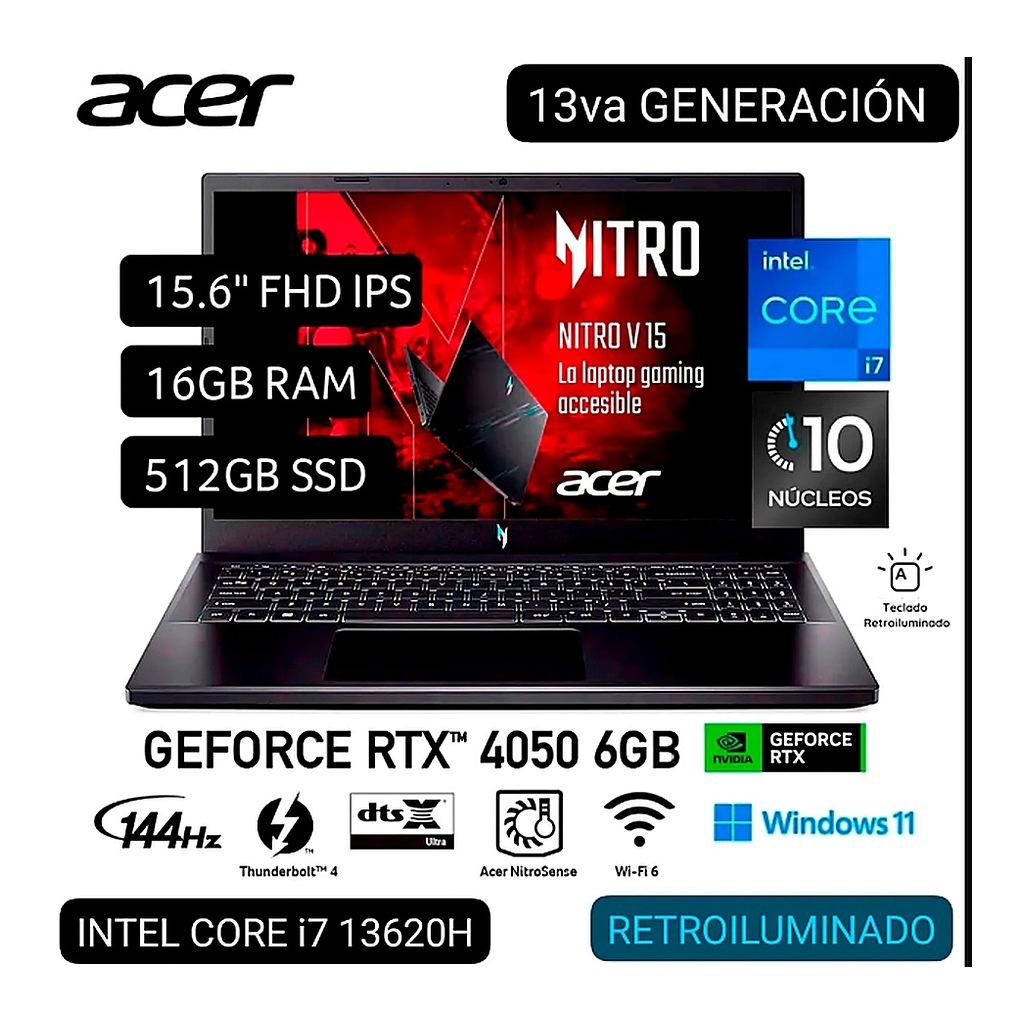 acer
13va GENERACIÓN
NITRO
15.6" FHD IPS
16GB RAM
512GB SSD
NITRO V 15
La laptop gaming
accesible
acer
intel
CORE
i7
10
NÚCLEOS
A
Teclado
Retroiluminado
GEFORCE RTX™ 4050 6GB
NVIDIA
GEFORCE
RTX
144Hz
Thunderbolt™ 4
dts X
Ultra
Acer NitroSense
Wi-Fi 6
Windows 11
INTEL CORE i7 13620H
RETROILUMINADO